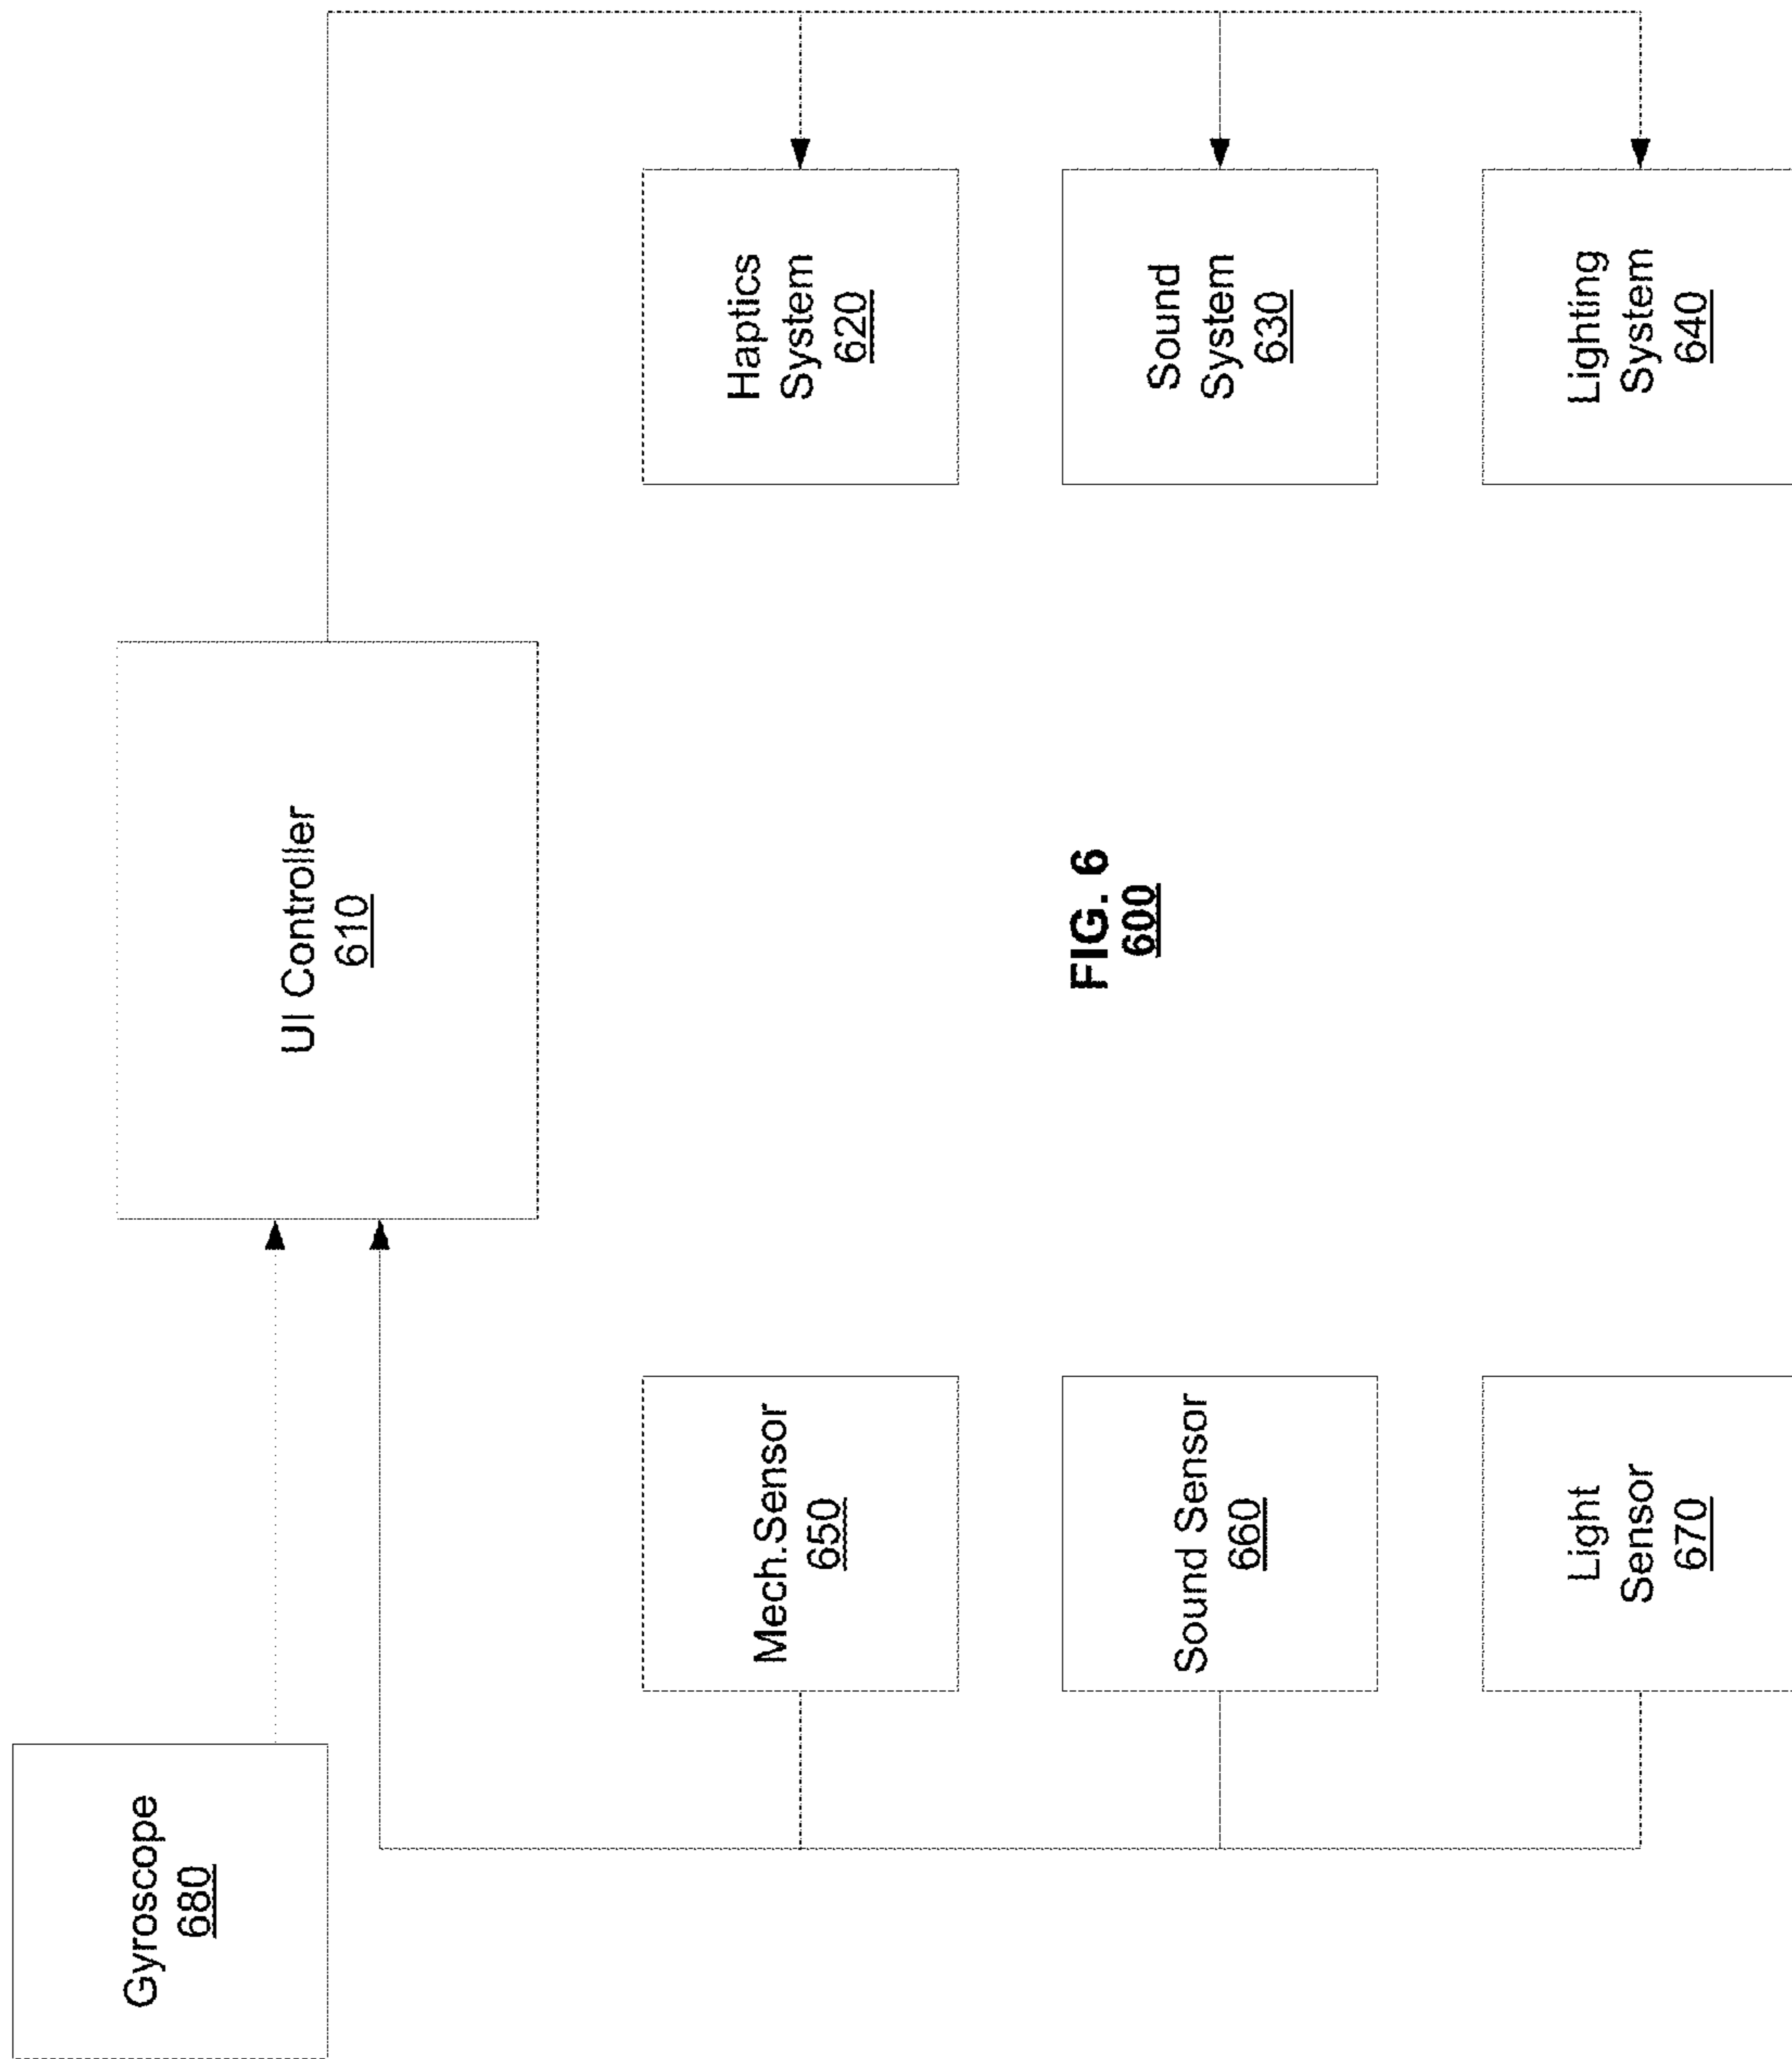 Gyroscope
680
UI Controller
610
Mech.Sensor
650
Haptics
System
620
Sound Sensor
660
Sound
System
630
Light
Sensor
670
Lighting
System
640
FIG. 6
600